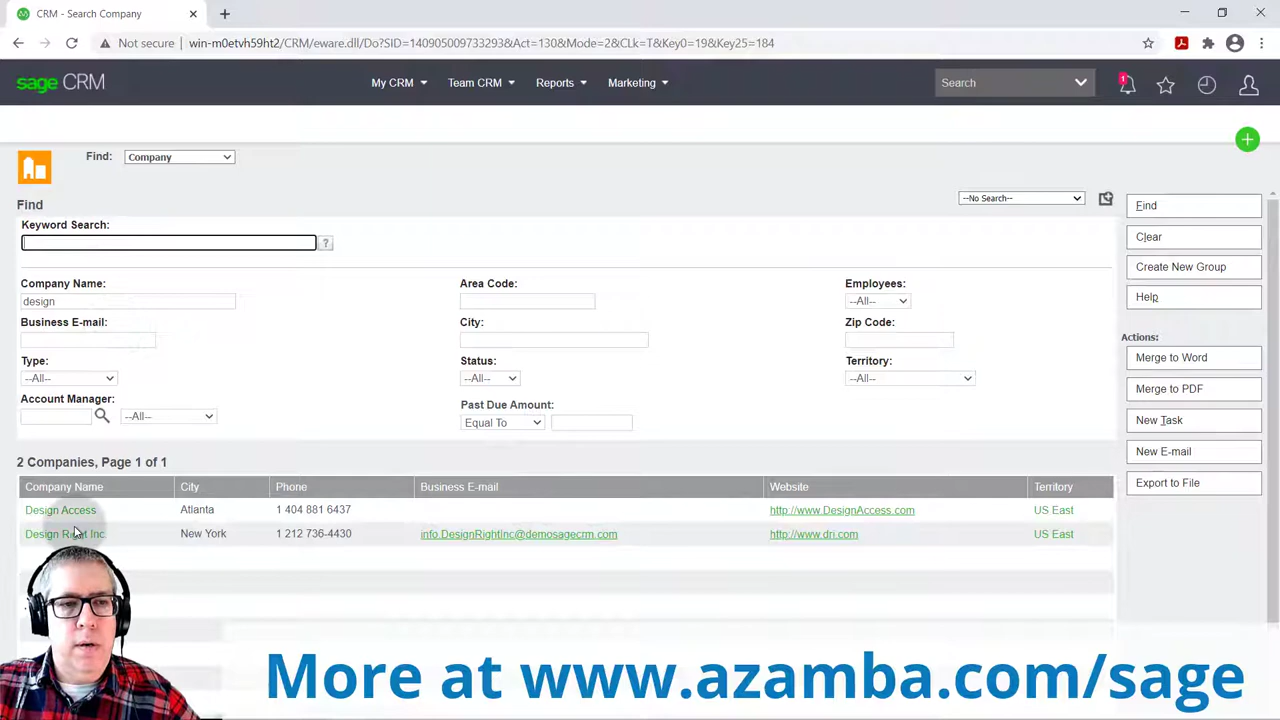 CRM - Search Company
Not secure win-m0etvh59ht2/CRM/eware.dll/Do?SID=140905009733293&Act=130&Mode=2&CLk=T&Key0=19&Key25=184
sage CRM My CRM Team CRM Reports Marketing Search 1
Find: Company
Find --No Search-- Find
Keyword Search:
? Clear
Create New Group
Company Name: Area Code: Employees:
design --All-- Help
Business E-mail: City: Zip Code:
Actions:
Type: Status: Territory: Merge to Word
--All-- --All-- --All--
Merge to PDF
Account Manager: Past Due Amount:
--All-- Equal To New Task
New E-mail
2 Companies, Page 1 of 1
Company Name City Phone Business E-mail Website Territory Export to File
Design Access Atlanta 1 404 881 6437 http://www.DesignAccess.com US East
Design Right Inc New York 1 212 736-4430 info.DesignRightInc@demosagecrm.com http://www.dri.com US East
More at www.azamba.com/sage